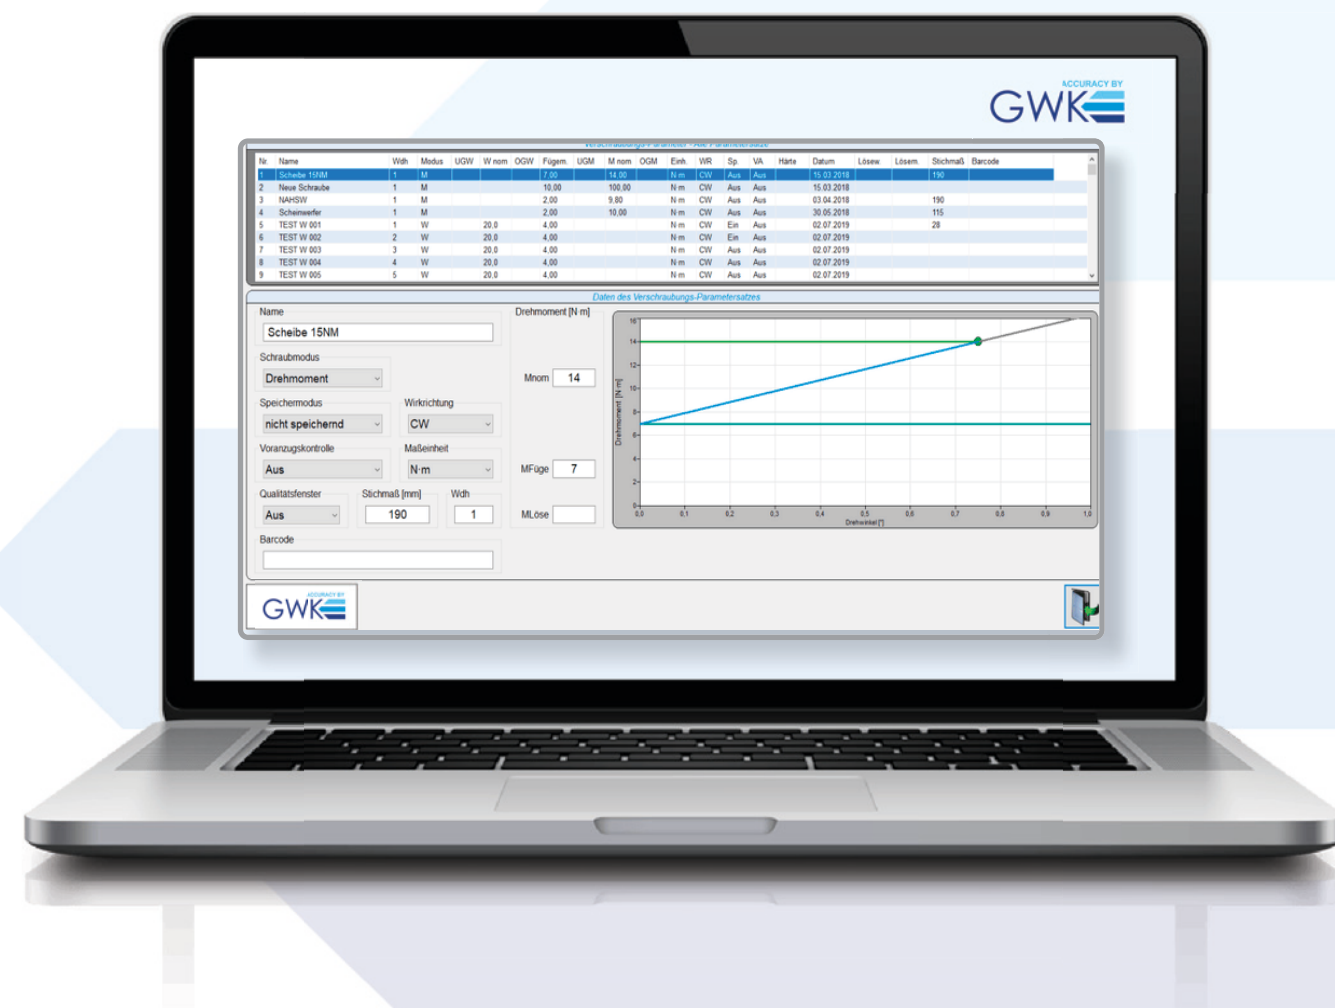 ACCURACY BY
GWK
Verschraubungs-Parameter - Alle Parametersätze
Nr. Name Wdh Modus UGW W nom OGW Fügem. UGM M nom OGM Einh. WR Sp. VA Härte Datum Lösew. Lösem. Stichmaß Barcode
1 Scheibe 15NM 1 M 7,00 14,00 N·m CW Aus Aus 15.03.2018 190
2 Neue Schraube 1 M 10,00 100,00 N·m CW Aus Aus 15.03.2018
3 NAHSW 1 M 2,00 9,80 N·m CW Aus Aus 03.04.2018 190
4 Scheinwerfer 1 M 2,00 10,00 N·m CW Aus Aus 30.05.2018 115
5 TEST W 001 1 W 20,0 4,00 N·m CW Ein Aus 02.07.2019 28
6 TEST W 002 2 W 20,0 4,00 N·m CW Ein Aus 02.07.2019
7 TEST W 003 3 W 20,0 4,00 N·m CW Aus Aus 02.07.2019
8 TEST W 004 4 W 20,0 4,00 N·m CW Aus Aus 02.07.2019
9 TEST W 005 5 W 20,0 4,00 N·m CW Aus Aus 02.07.2019
Daten des Verschraubungs-Parametersatzes
Name
Scheibe 15NM
Schraubmodus
Drehmoment
Speichermodus Wirkrichtung
nicht speichernd CW
Voranzugskontrolle Maßeinheit
Aus N·m
Qualitätsfenster Stichmaß [mm] Wdh
Aus 190 1
Barcode
Drehmoment [N·m]
Mnom 14
MFüge 7
MLöse
Drehmoment [N·m]
16
14
12
10
8
6
4
2
0
0,0 0,1 0,2 0,3 0,4 0,5 0,6 0,7 0,8 0,9 1,0
Drehwinkel [°]
ACCURACY BY
GWK